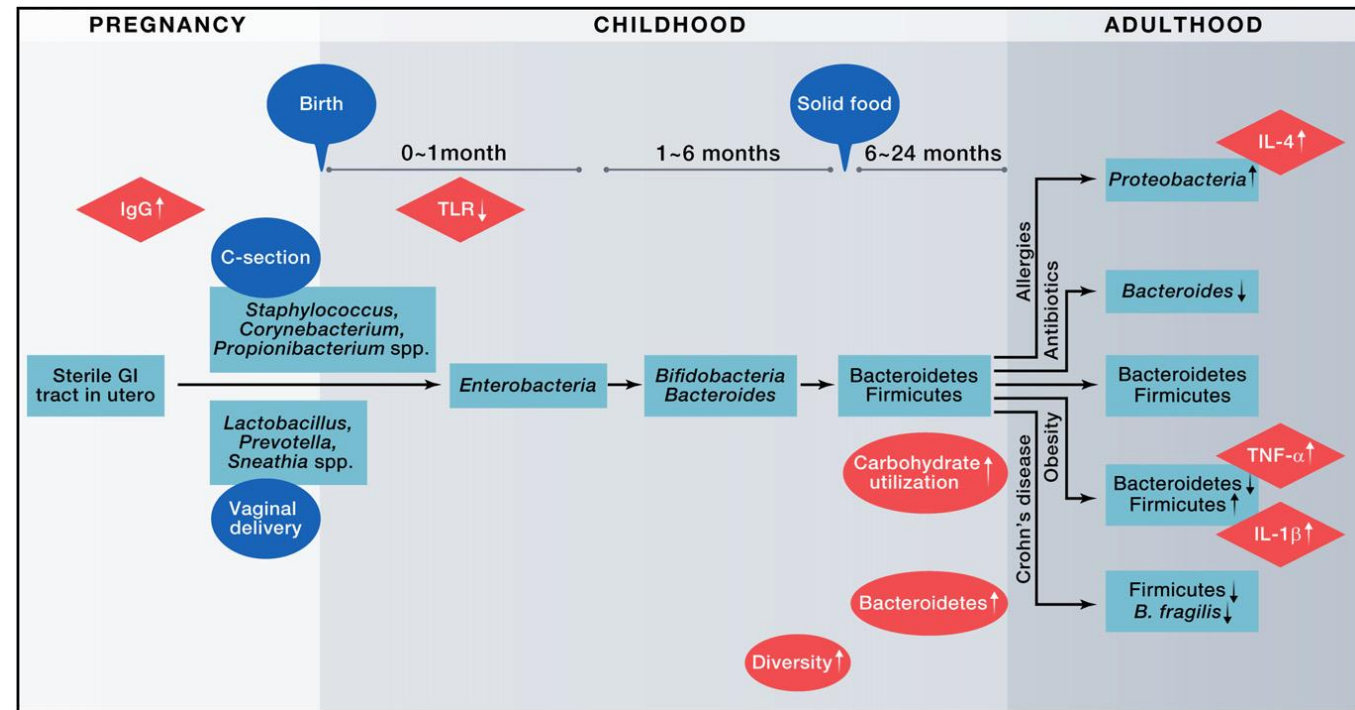 PREGNANCY
CHILDHOOD
ADULTHOOD
Birth
Solid food
0~1month
1~6 months
6~24 months
IL-4↑
Proteobacteria↑
IgG↑
TLR↓
C-section
Staphylococcus,
Corynebacterium,
Propionibacterium spp.
Allergies
Antibiotics
Bacteroides↓
Sterile GI
tract in utero
Enterobacteria
Bifidobacteria
Bacteroides
Bacteroidetes
Firmicutes
Bacteroidetes
Firmicutes
Lactobacillus,
Prevotella,
Sneathia spp.
Vaginal
delivery
Carbohydrate
utilization↑
Crohn's disease
Obesity
TNF-α↑
Bacteroidetes↓
Firmicutes↑
IL-1β↑
Bacteroidetes↑
Firmicutes↓
B. fragilis↓
Diversity↑